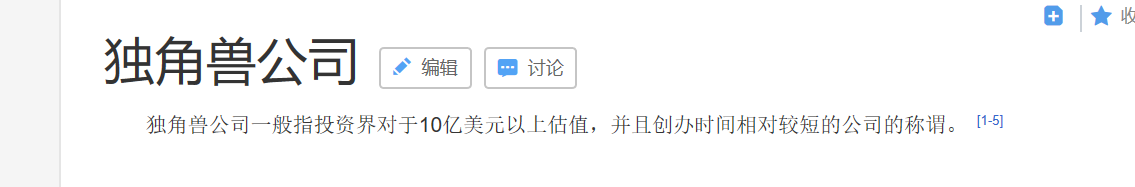 收
独角兽公司 编辑 讨论
独角兽公司一般指投资界对于10亿美元以上估值，并且创办时间相对较短的公司的称谓。 [1-5]